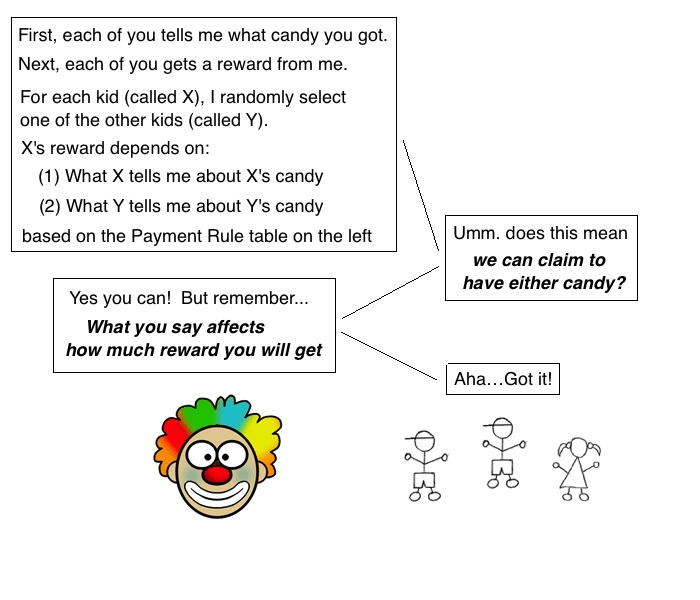 First, each of you tells me what candy you got.
Next, each of you gets a reward from me.
For each kid (called X), I randomly select
one of the other kids (called Y).
X's reward depends on:
(1) What X tells me about X's candy
(2) What Y tells me about Y's candy
based on the Payment Rule table on the left
Umm. does this mean
we can claim to
have either candy?
Yes you can!  But remember...
What you say affects
how much reward you will get
Aha…Got it!